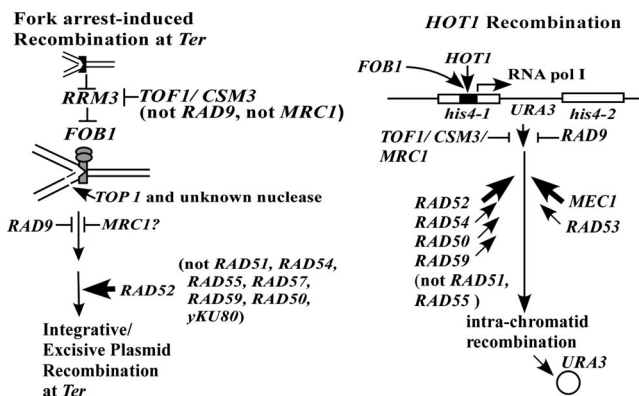 Fork arrest-induced
Recombination at Ter
RRM3
TOF1/ CSM3
(not RAD9, not MRC1)
FOB1
TOP 1 and unknown nuclease
RAD9
MRC1?
RAD52
(not RAD51, RAD54,
RAD55, RAD57,
RAD59, RAD50,
yKU80)
Integrative/
Excisive Plasmid
Recombination
at Ter
HOT1 Recombination
FOB1
HOT1
RNA pol I
his4-1
URA3
his4-2
TOF1/ CSM3/
MRC1
RAD9
RAD52
RAD54
RAD50
RAD59
(not RAD51,
RAD55 )
MEC1
RAD53
intra-chromatid
recombination
URA3